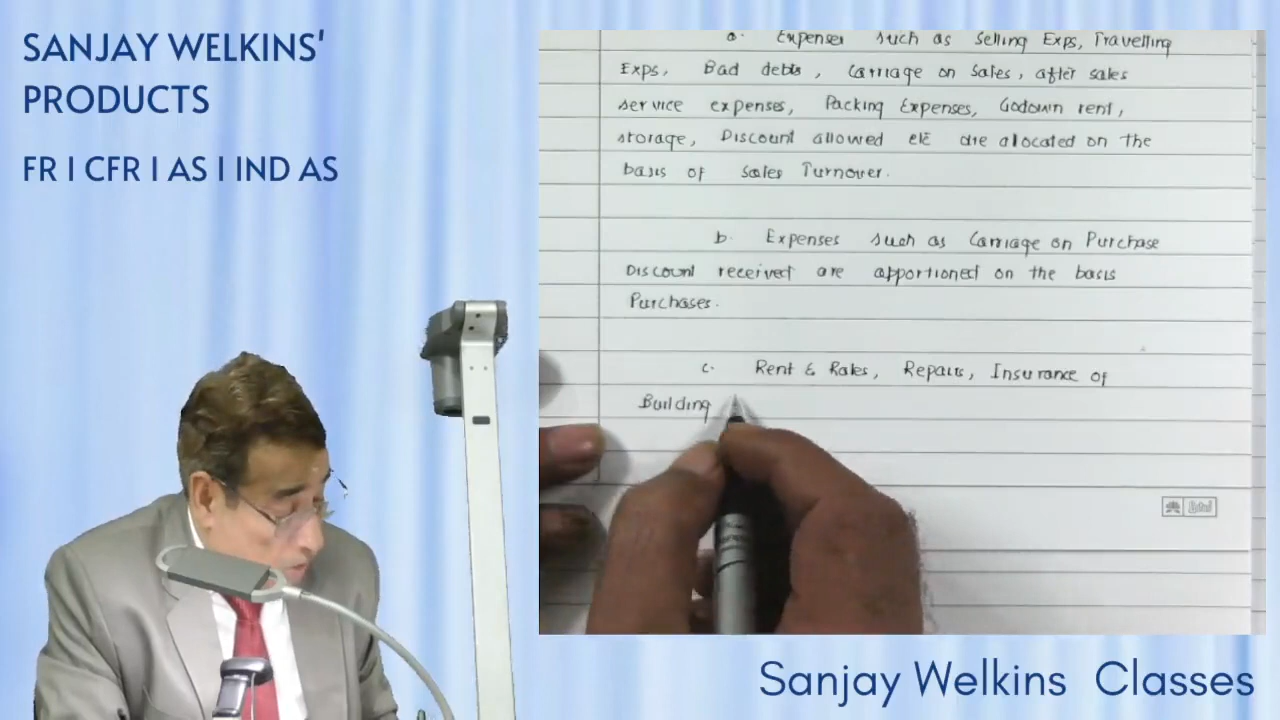 SANJAY WELKINS'
PRODUCTS
FR I CFR I AS I IND AS
a. Expenses such as Selling Exps, Travelling
Exps, Bad debts, Carriage on Sales, after sales
service expenses, Packing Expenses, Godown rent,
storage, Discount allowed etc are allocated on the
basis of Sales Turnover.
b. Expenses such as Carriage on Purchase
Discount received are apportioned on the basis
Purchases.
c. Rent & Rates, Repairs, Insurance of
Building
Sanjay Welkins Classes